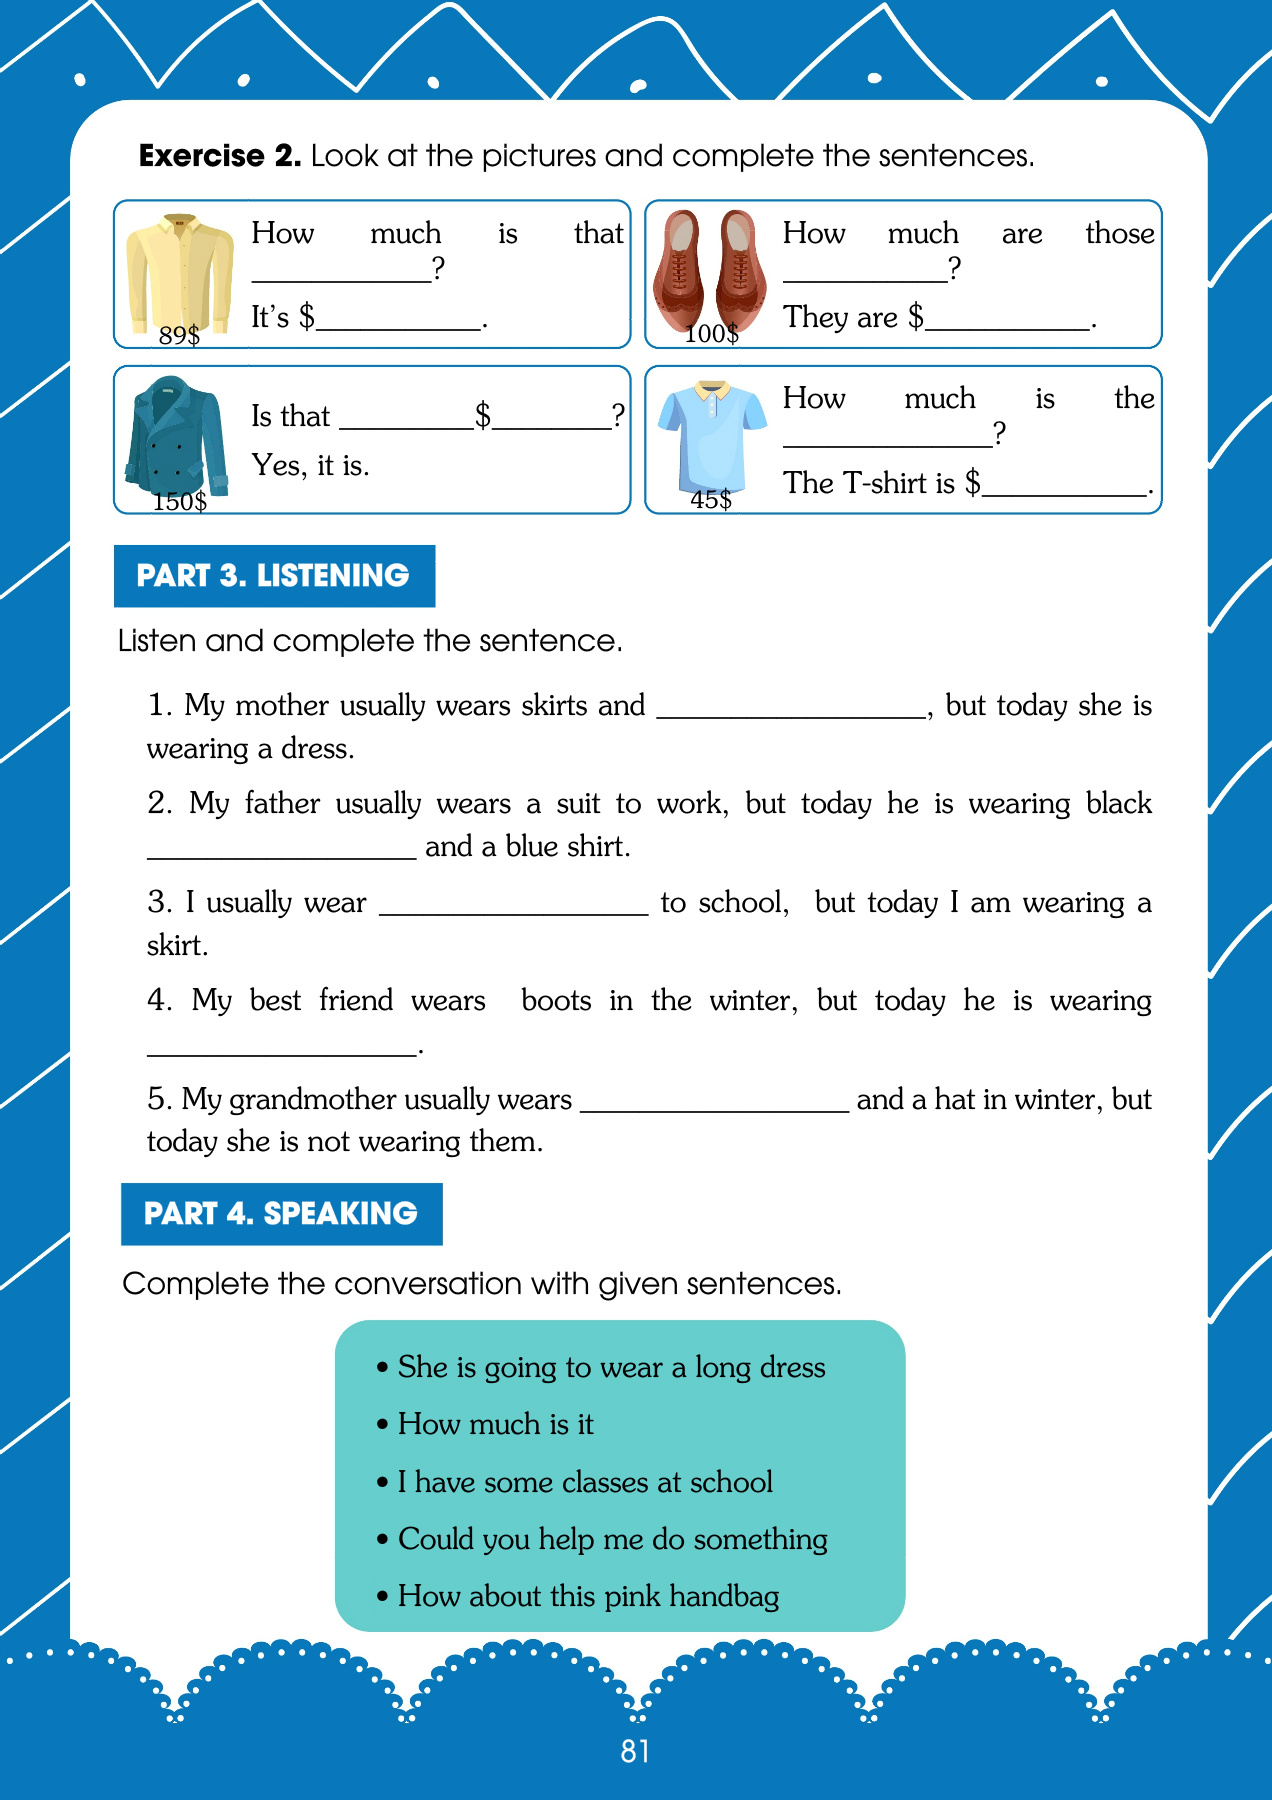 Exercise 2. Look at the pictures and complete the sentences.
How much is that
____________?
It's $___________.
89$
How much are those
___________?
They are $___________.
100$
Is that _________$________?
Yes, it is.
150$
How much is the
______________?
The T-shirt is $___________.
45$
PART 3. LISTENING
Listen and complete the sentence.
1. My mother usually wears skirts and __________________, but today she is
wearing a dress.
2. My father usually wears a suit to work, but today he is wearing black
__________________ and a blue shirt.
3. I usually wear __________________ to school, but today I am wearing a
skirt.
4. My best friend wears boots in the winter, but today he is wearing
__________________.
5. My grandmother usually wears __________________ and a hat in winter, but
today she is not wearing them.
PART 4. SPEAKING
Complete the conversation with given sentences.
• She is going to wear a long dress
• How much is it
• I have some classes at school
• Could you help me do something
• How about this pink handbag
81